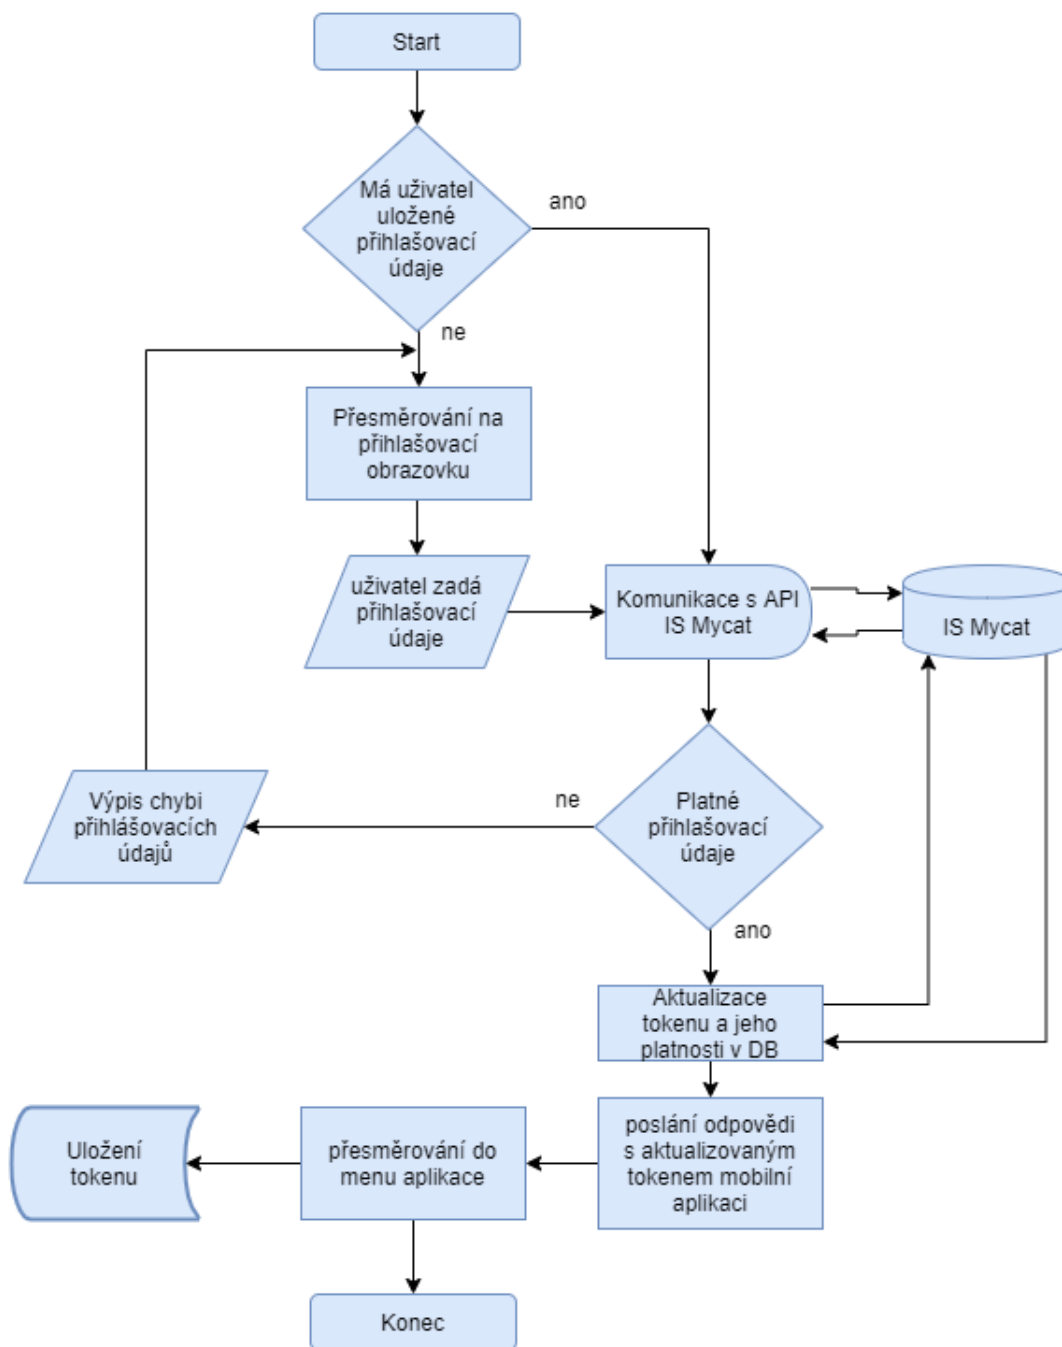 Start
Má uživatel
uložené
přihlašovací
údaje
ano
ne
Přesměrování na
přihlašovací
obrazovku
uživatel zadá
přihlašovací
údaje
Komunikace s API
IS Mycat
IS Mycat
Výpis chybi
přihlášovacích
údajů
ne
Platné
přihlašovací
údaje
ano
Aktualizace
tokenu a jeho
platnosti v DB
Uložení
tokenu
přesměrování do
menu aplikace
poslání odpovědi
s aktualizovaným
tokenem mobilní
aplikaci
Konec